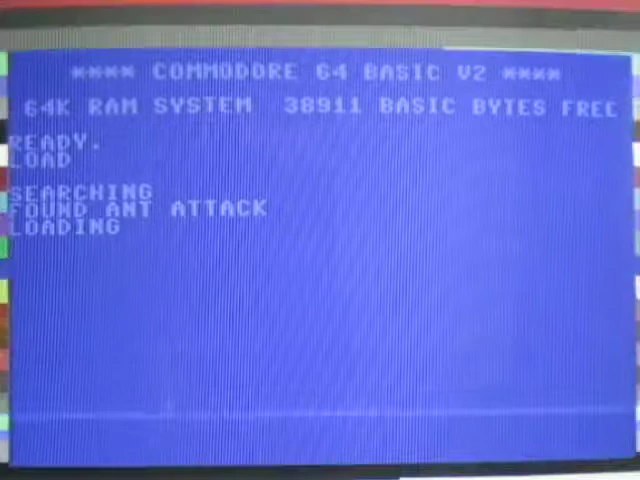 **** COMMODORE 64 BASIC V2 ****
64K RAM SYSTEM 38911 BASIC BYTES FREE
READY.
LOAD
SEARCHING
FOUND ANT ATTACK
LOADING